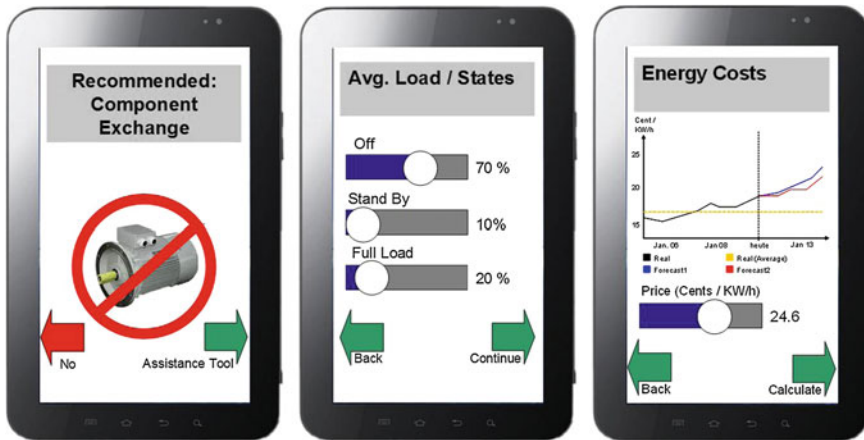 Recommended:
Component
Exchange
No
Assistance Tool
Avg. Load / States
Off
70 %
Stand By
10%
Full Load
20 %
Back
Continue
Energy Costs
Cent /
KW/h
25
20
15
Jan. 06
Jan 08
heute
Jan 13
Real
Real(Average)
Forecast1
Forecast2
Price (Cents / KW/h)
24.6
Back
Calculate